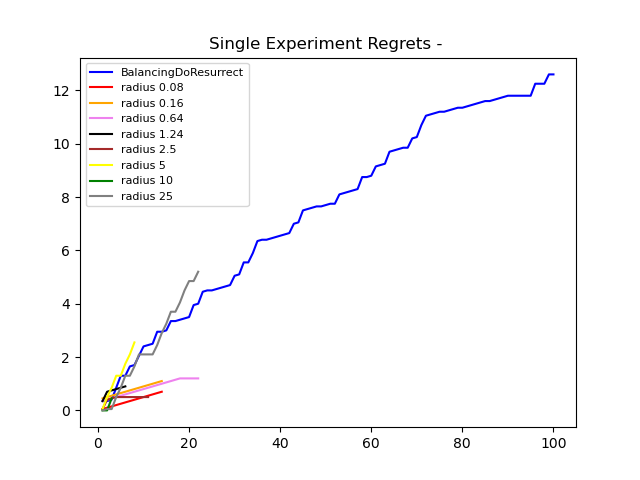 Single Experiment Regrets -
BalancingDoResurrect
radius 0.08
radius 0.16
radius 0.64
radius 1.24
radius 2.5
radius 5
radius 10
radius 25
12
10
8
6
4
2
0
0 20 40 60 80 100